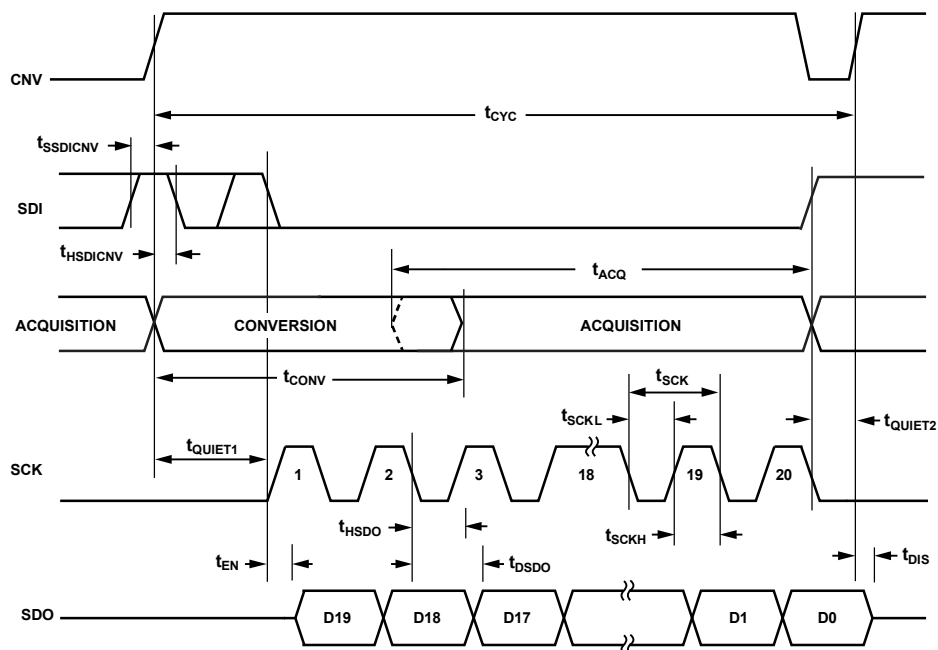 CNV
tCYC
tSSDICNV
SDI
tHSDICNV
tACQ
ACQUISITION CONVERSION ACQUISITION
tCONV
tSCK
tSCKL
tQUIET2
tQUIET1
SCK
1 2 3 18 19 20
tHSDO
tSCKH
tEN
tDSDO
tDIS
SDO
D19 D18 D17 D1 D0